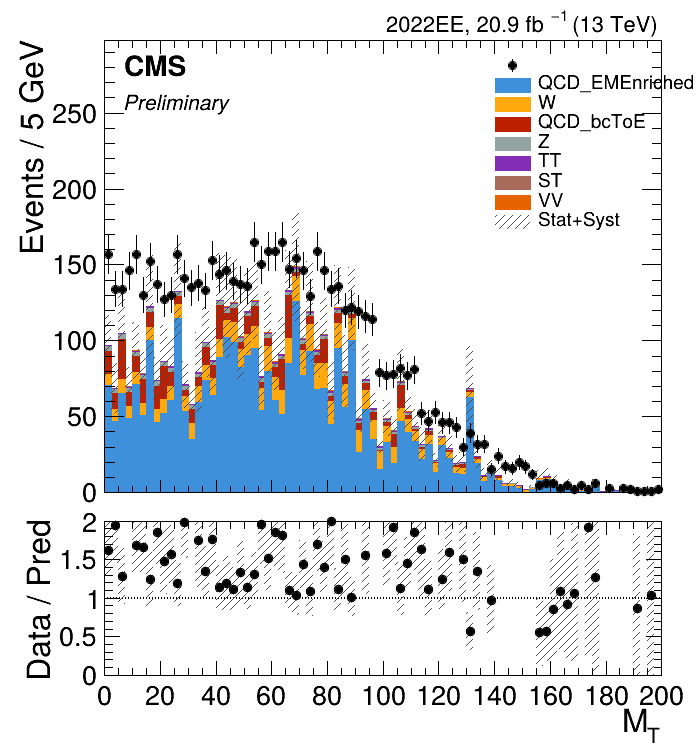 2022EE, 20.9 fb⁻¹ (13 TeV)
CMS
Preliminary
QCD_EMEnriched
W
QCD_bcToE
Z
TT
ST
VV
Stat+Syst
Events / 5 GeV
250
200
150
100
50
0
Data / Pred
2
1.5
1
0.5
0
0 20 40 60 80 100 120 140 160 180 200
M_T